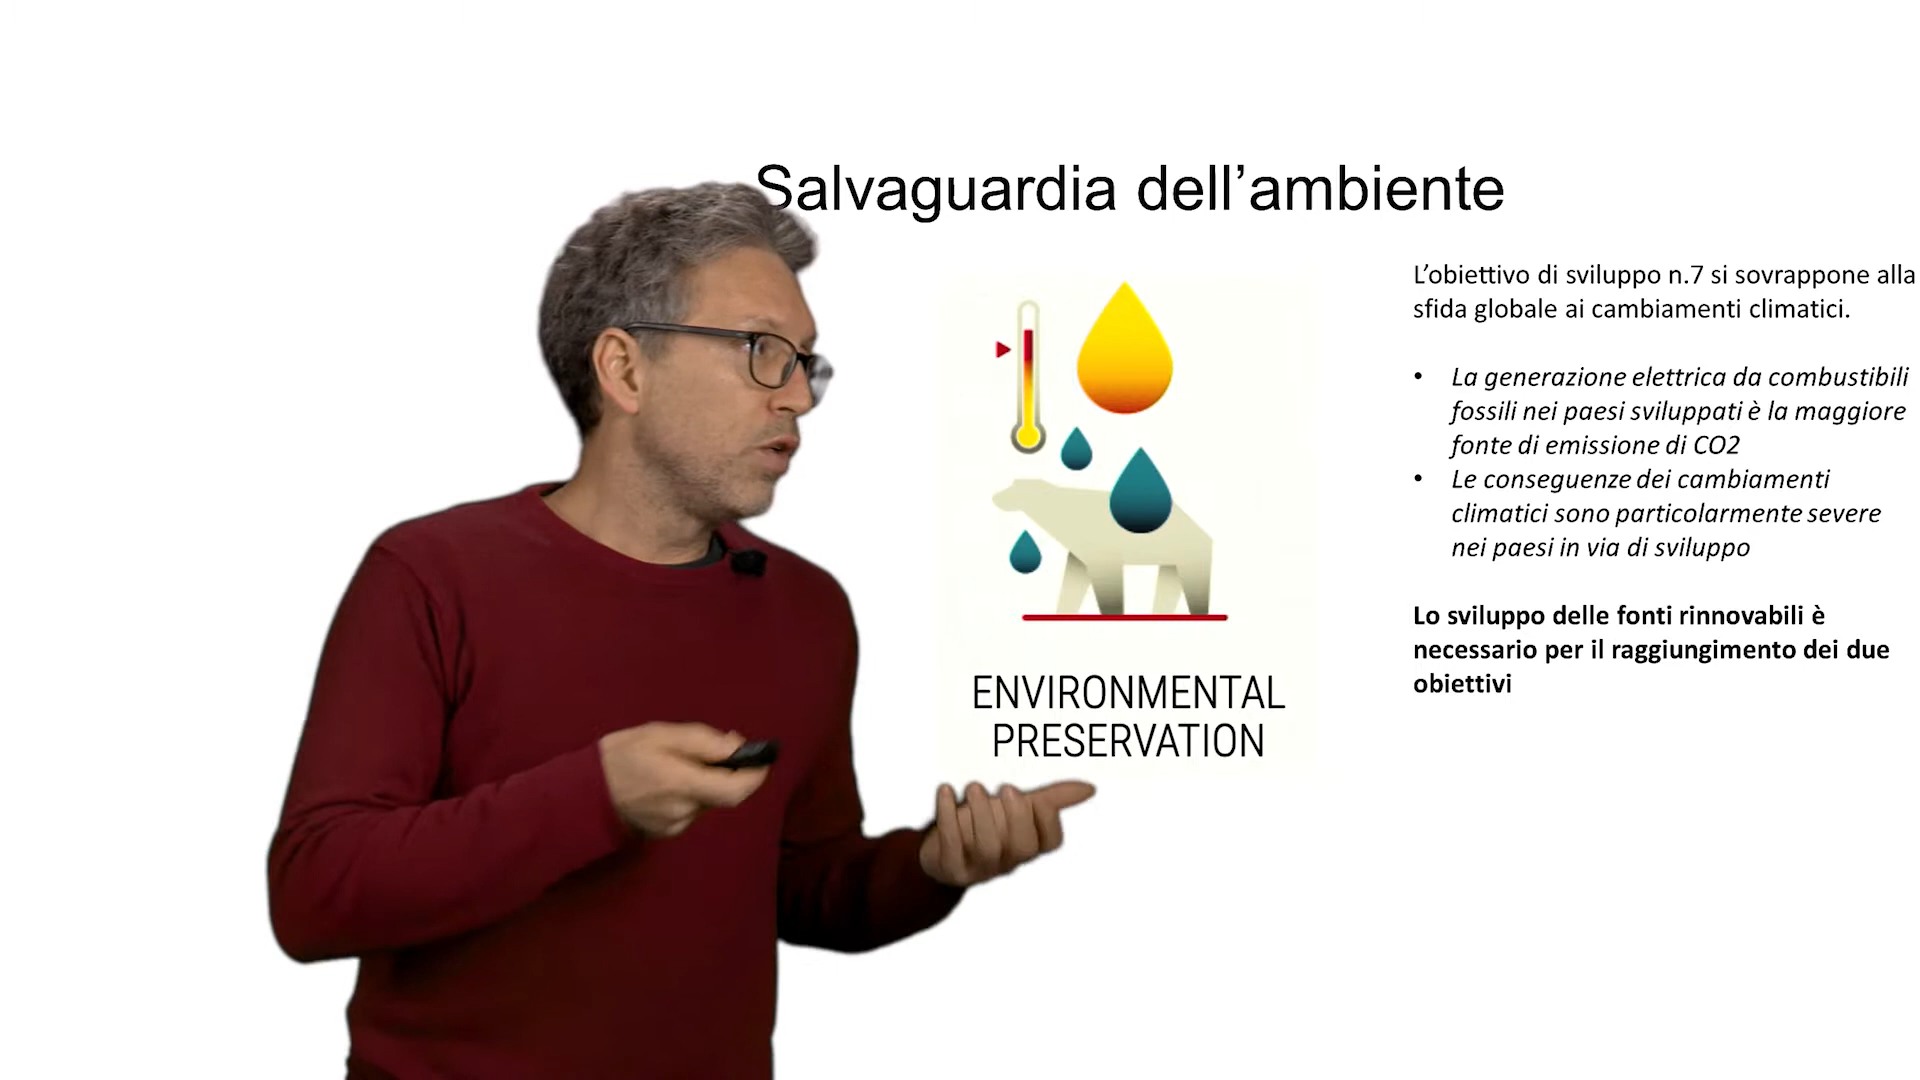 Salvaguardia dell’ambiente
L’obiettivo di sviluppo n.7 si sovrappone alla
sfida globale ai cambiamenti climatici.
• La generazione elettrica da combustibili
fossili nei paesi sviluppati è la maggiore
fonte di emissione di CO2
• Le conseguenze dei cambiamenti
climatici sono particolarmente severe
nei paesi in via di sviluppo
Lo sviluppo delle fonti rinnovabili è
necessario per il raggiungimento dei due
obiettivi
ENVIRONMENTAL
PRESERVATION